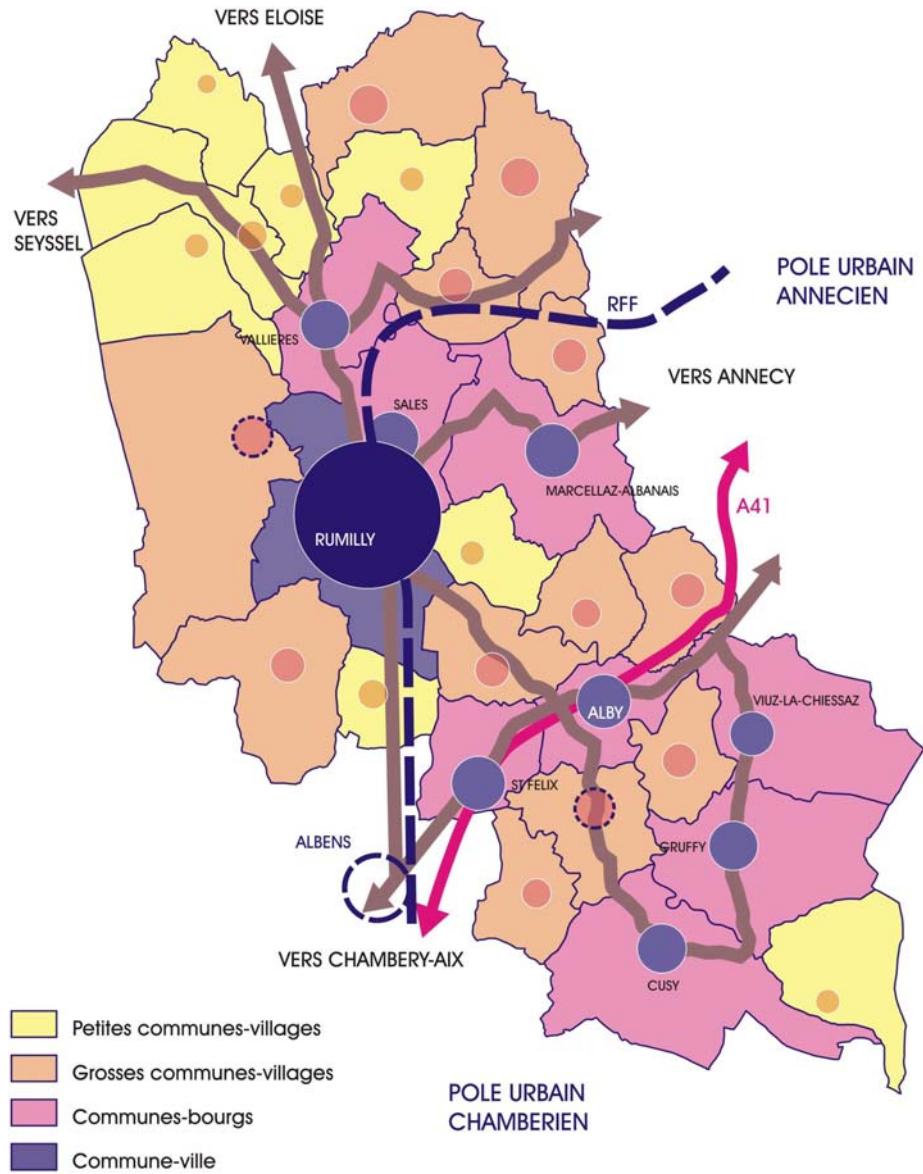 VERS ELOISE
VERS
SEYSSEL
POLE URBAIN
ANNECIEN
RFF
VALLIERES
VERS ANNECY
SALES
MARCELLAZ-ALBANAIS
A41
RUMILLY
ALBY
VIUZ-LA-CHIESSAZ
ST FELIX
ALBENS
GRUFFY
VERS CHAMBERY-AIX
CUSY
Petites communes-villages
Grosses communes-villages
Communes-bourgs
Commune-ville
POLE URBAIN
CHAMBERIEN